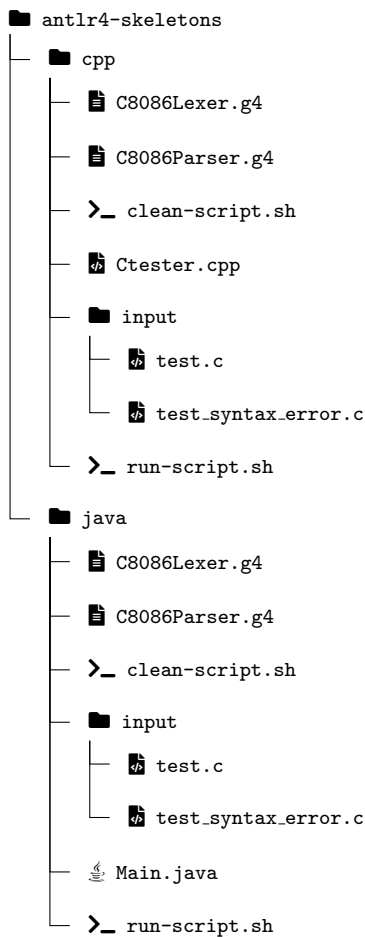 antlr4-skeletons
cpp
C8086Lexer.g4
C8086Parser.g4
clean-script.sh
Ctester.cpp
input
test.c
test_syntax_error.c
run-script.sh
java
C8086Lexer.g4
C8086Parser.g4
clean-script.sh
input
test.c
test_syntax_error.c
Main.java
run-script.sh